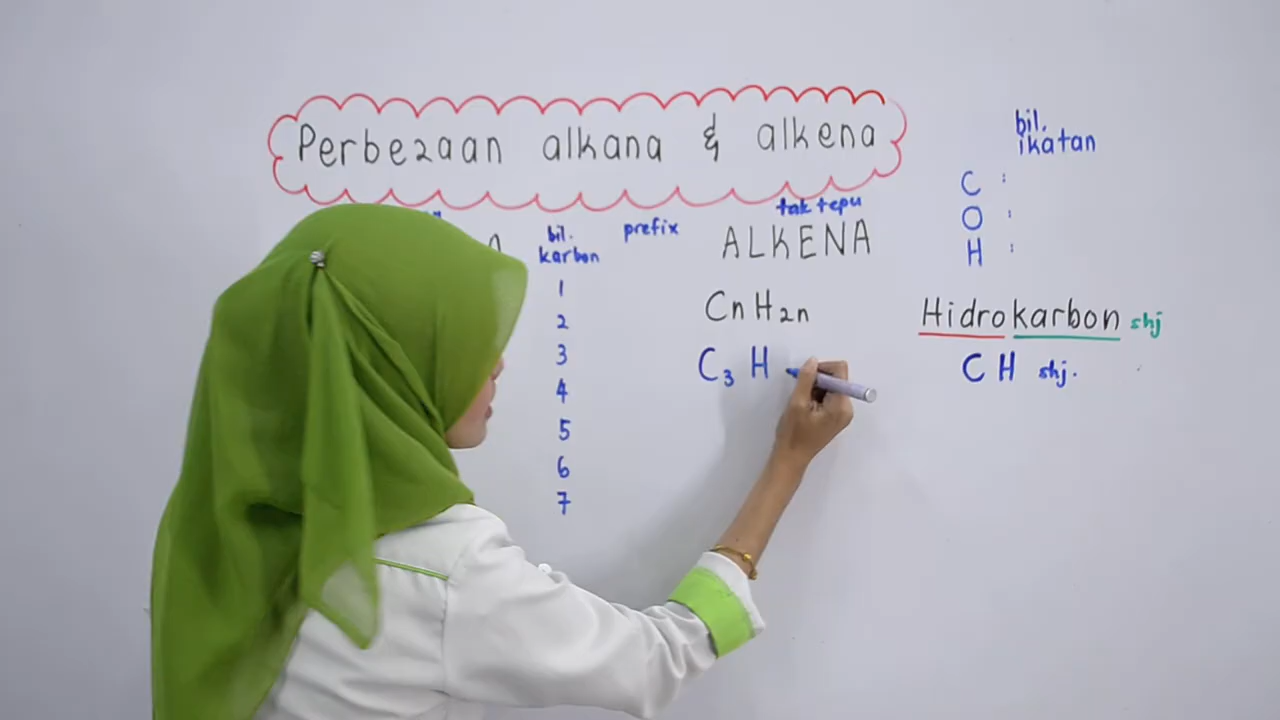 Perbezaan alkana & alkena
bil.
karbon
1
2
3
4
5
6
7
prefix
tak tepu
ALKENA
CnH2n
C3 H
bil.
ikatan
C :
O :
H :
Hidrokarbon shj
C H shj.